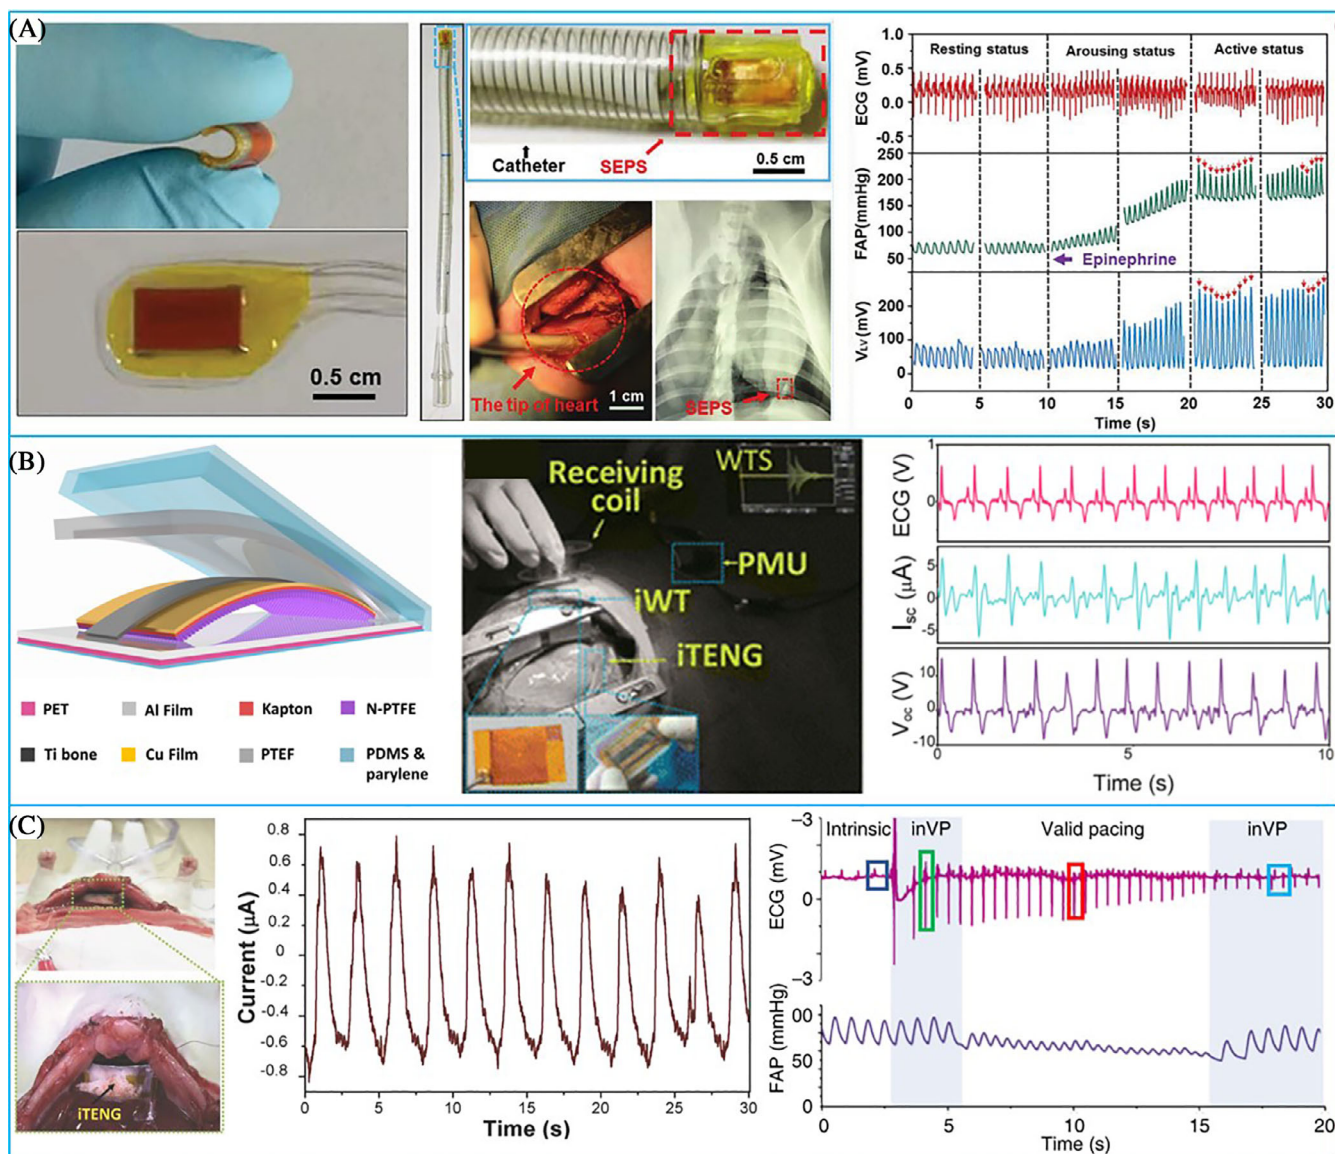 (A)
0.5 cm
Catheter
SEPS
0.5 cm
The tip of heart
1 cm
SEPS
Resting status
Arousing status
Active status
ECG (mV)
1.0
0.5
0.0
-0.5
FAP(mmHg)
250
200
150
100
50
Epinephrine
V_LV (mV)
200
100
0
0
5
10
15
20
25
30
Time (s)
(B)
PET
Al Film
Kapton
N-PTFE
Ti bone
Cu Film
PTEF
PDMS &
parylene
Receiving
coil
WTS
PMU
iWT
iTENG
ECG (V)
1
0
I_sc (μA)
5
0
-5
V_oc (V)
10
0
-10
0
5
10
Time (s)
(C)
iTENG
Current (μA)
0.8
0.6
0.4
0.2
0
-0.2
-0.4
-0.6
-0.8
0
5
10
15
20
25
30
Time (s)
Intrinsic
inVP
Valid pacing
inVP
ECG (mV)
–3
0
–3
FAP (mmHg)
00
50
0
0
5
10
15
20
Time (s)